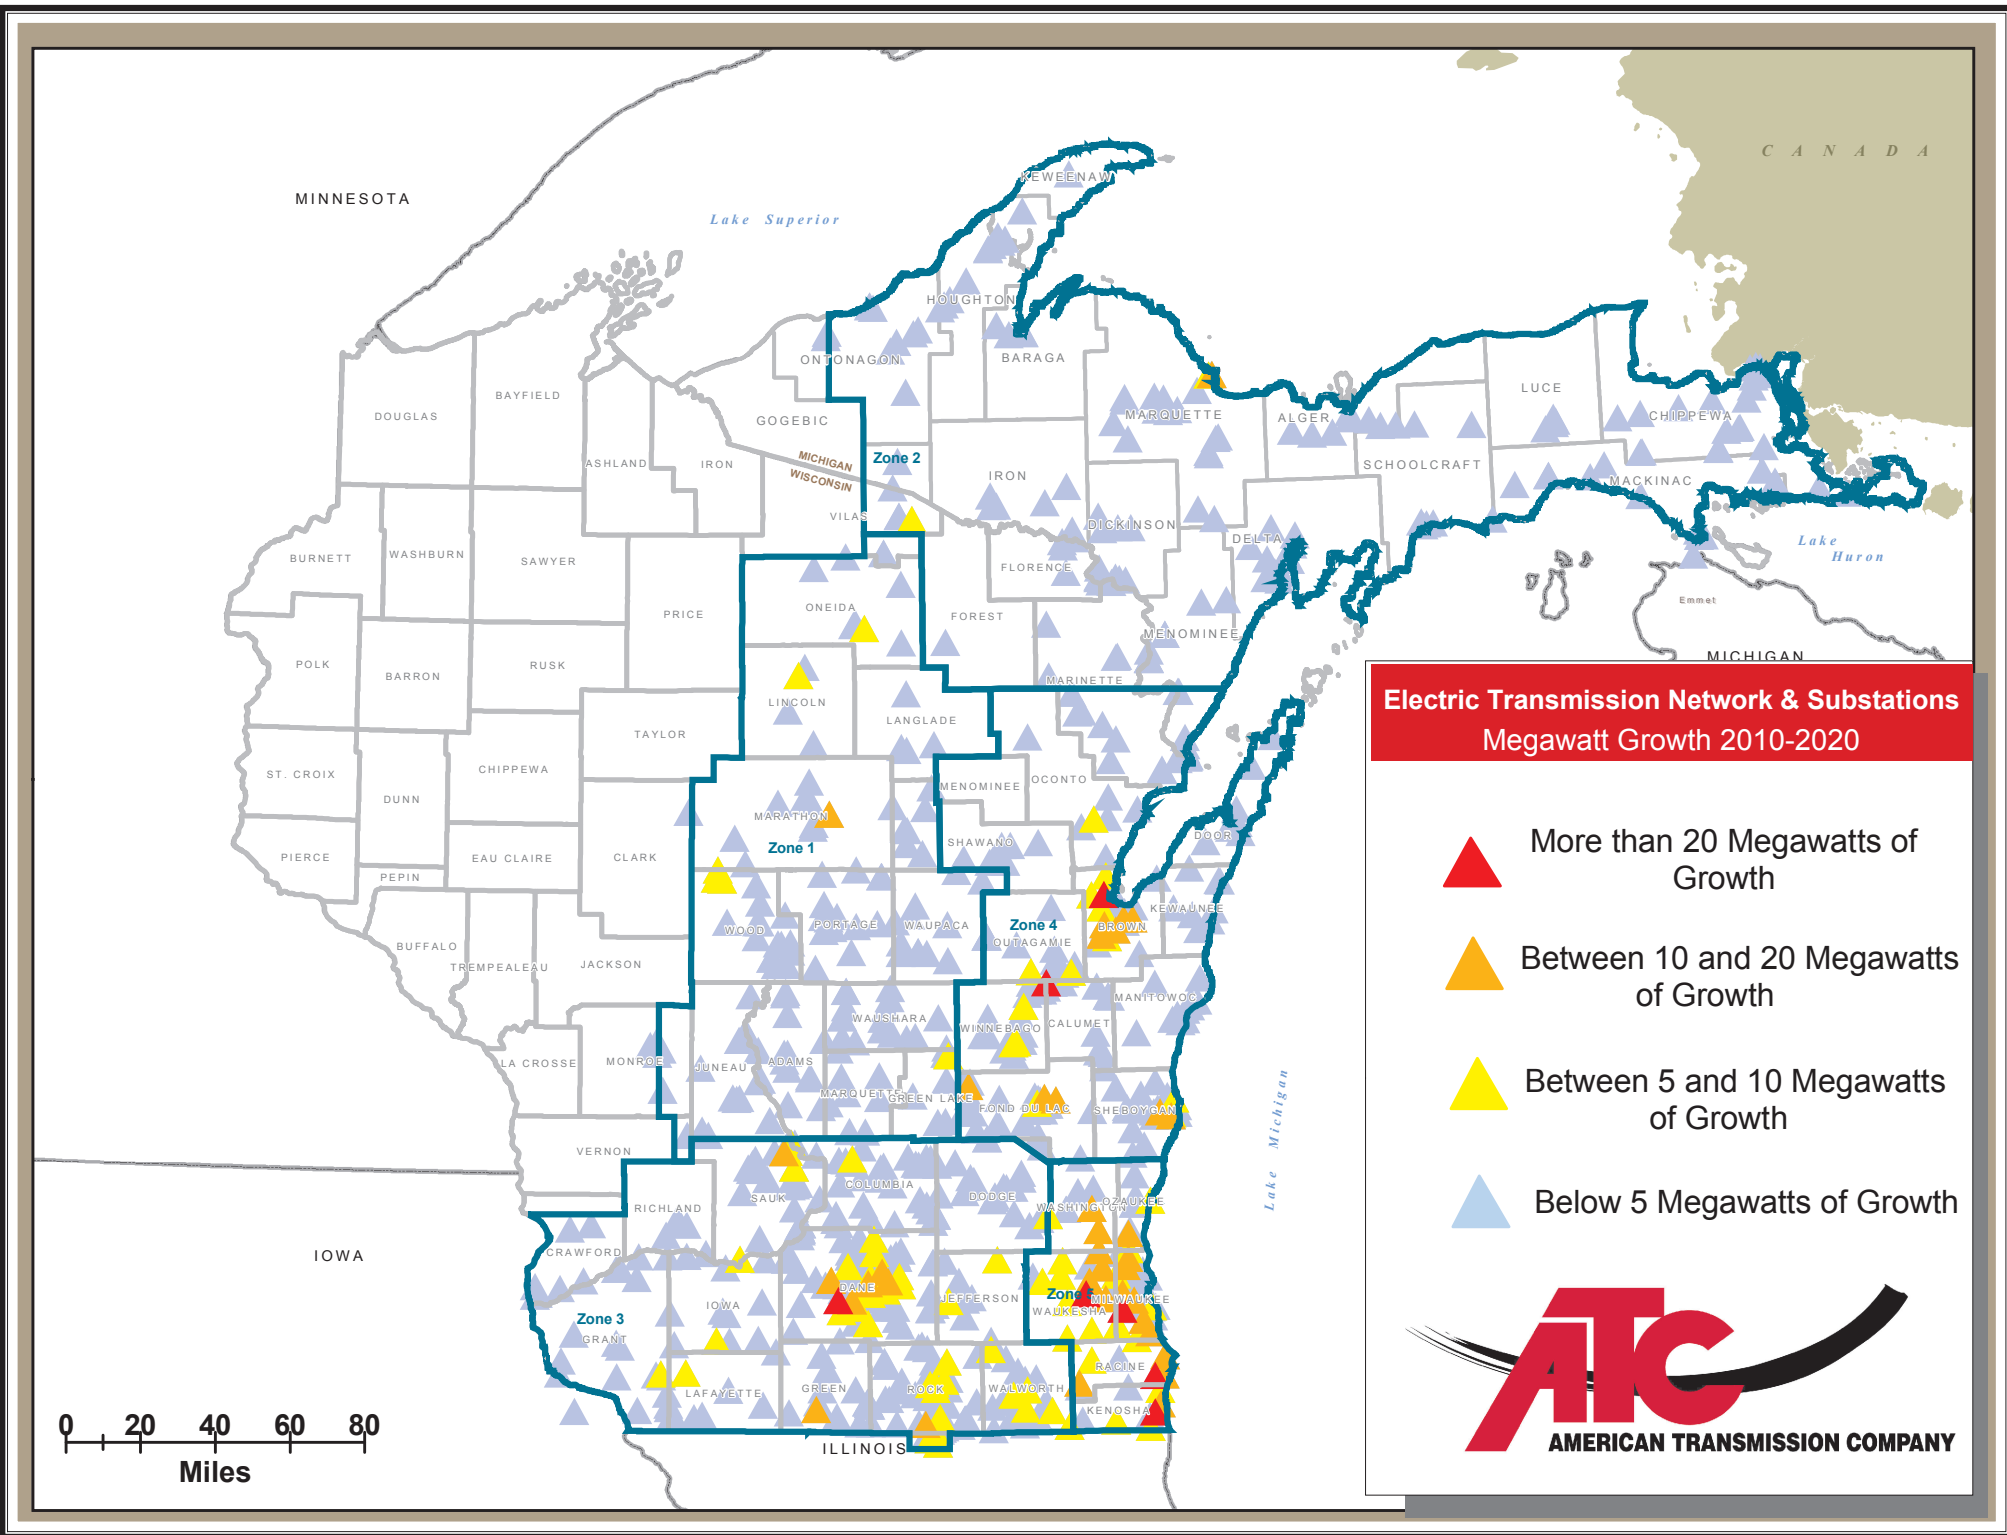 CANADA
MINNESOTA
Lake Superior
KEWEENAW
HOUGHTON
ONTONAGON
BARAGA
LUCE
DOUGLAS
BAYFIELD
GOGEBIC
MARQUETTE
ALGER
CHIPPEWA
ASHLAND
IRON
MICHIGAN
WISCONSIN
Zone 2
IRON
SCHOOLCRAFT
MACKINAC
VILAS
DICKINSON
DELTA
Lake
Huron
BURNETT
WASHBURN
SAWYER
FLORENCE
Emmet
PRICE
ONEIDA
FOREST
MENOMINEE
MICHIGAN
POLK
BARRON
RUSK
MARINETTE
LINCOLN
LANGLADE
TAYLOR
ST. CROIX
DUNN
CHIPPEWA
MENOMINEE
OCONTO
MARATHON
Zone 1
SHAWANO
DOOR
PIERCE
EAU CLAIRE
CLARK
PEPIN
KEWAUNEE
WOOD
PORTAGE
WAUPACA
Zone 4
OUTAGAMIE
BROWN
BUFFALO
TREMPEALEAU
JACKSON
MANITOWOC
WAUSHARA
WINNEBAGO
CALUMET
LA CROSSE
MONROE
JUNEAU
ADAMS
MARQUETTE
GREEN LAKE
FOND DU LAC
SHEBOYGAN
Lake Michigan
VERNON
SAUK
COLUMBIA
DODGE
WASHINGTON
OZAUKEE
RICHLAND
IOWA
CRAWFORD
DANE
JEFFERSON
Zone
WAUKESHA
MILWAUKEE
IOWA
Zone 3
GRANT
LAFAYETTE
GREEN
ROCK
WALWORTH
RACINE
KENOSHA
ILLINOIS
0 20 40 60 80
Miles
Electric Transmission Network & Substations
Megawatt Growth 2010-2020
More than 20 Megawatts of
Growth
Between 10 and 20 Megawatts
of Growth
Between 5 and 10 Megawatts
of Growth
Below 5 Megawatts of Growth
ATC
AMERICAN TRANSMISSION COMPANY